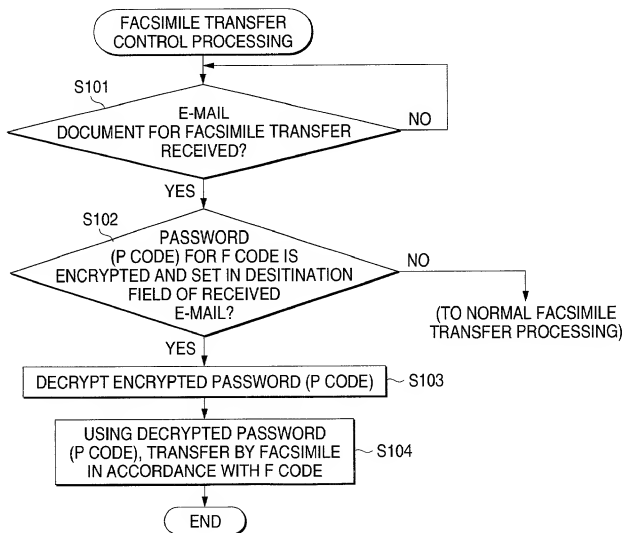 FACSIMILE TRANSFER
CONTROL PROCESSING
S101
E-MAIL
DOCUMENT FOR FACSIMILE TRANSFER
RECEIVED?
NO
YES
S102
PASSWORD
(P CODE) FOR F CODE IS
ENCRYPTED AND SET IN DESITINATION
FIELD OF RECEIVED
E-MAIL?
NO
(TO NORMAL FACSIMILE
TRANSFER PROCESSING)
YES
DECRYPT ENCRYPTED PASSWORD (P CODE)
S103
USING DECRYPTED PASSWORD
(P CODE), TRANSFER BY FACSIMILE
IN ACCORDANCE WITH F CODE
S104
END